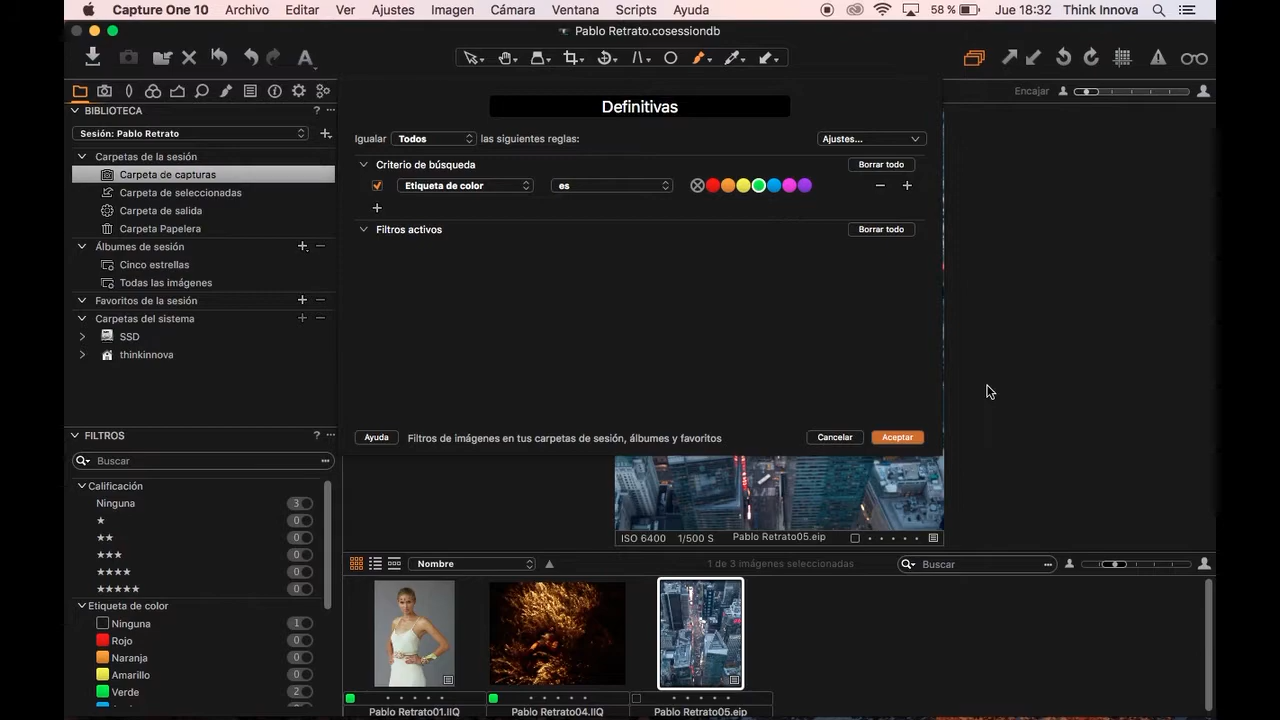 Capture One 10 Archivo Editar Ver Ajustes Imagen Cámara Ventana Scripts Ayuda 58 % Jue 18:32 Think Innova
Pablo Retrato.cosessiondb
Encajar
BIBLIOTECA ? ...
Sesión: Pablo Retrato
Carpetas de la sesión
Carpeta de capturas
Carpeta de seleccionadas
Carpeta de salida
Carpeta Papelera
Álbumes de sesión
Cinco estrellas
Todas las imágenes
Favoritos de la sesión
Carpetas del sistema
SSD
thinkinnova
Definitivas
Igualar Todos las siguientes reglas: Ajustes...
Criterio de búsqueda Borrar todo
Etiqueta de color es
Filtros activos Borrar todo
Ayuda Filtros de imágenes en tus carpetas de sesión, álbumes y favoritos Cancelar Aceptar
FILTROS ? ...
Buscar
Calificación
Ninguna 3
★ 0
★★ 0
★★★ 0
★★★★ 0
★★★★★ 0
Etiqueta de color
Ninguna 1
Rojo 0
Naranja 0
Amarillo 0
Verde 2
ISO 6400 1/500 S Pablo Retrato05.eip
Nombre 1 de 3 imágenes seleccionadas Buscar
Pablo Retrato01.IIQ Pablo Retrato04.IIQ Pablo Retrato05.eip